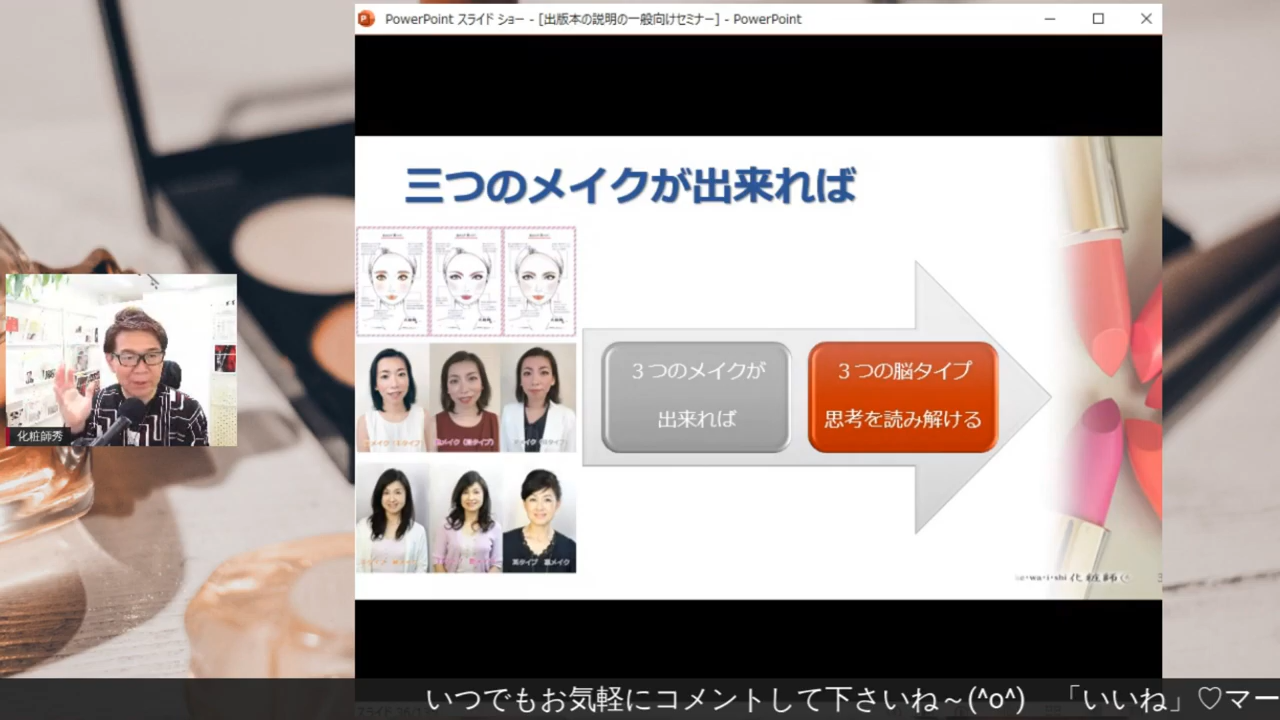 PowerPoint スライド ショー - [出版本の説明の一般向けセミナー] - PowerPoint
三つのメイクが出来れば
３つのメイクが
出来れば
３つの脳タイプ
思考を読み解ける
化粧師秀
いつでもお気軽にコメントして下さいね～(^o^)　「いいね」♡マー